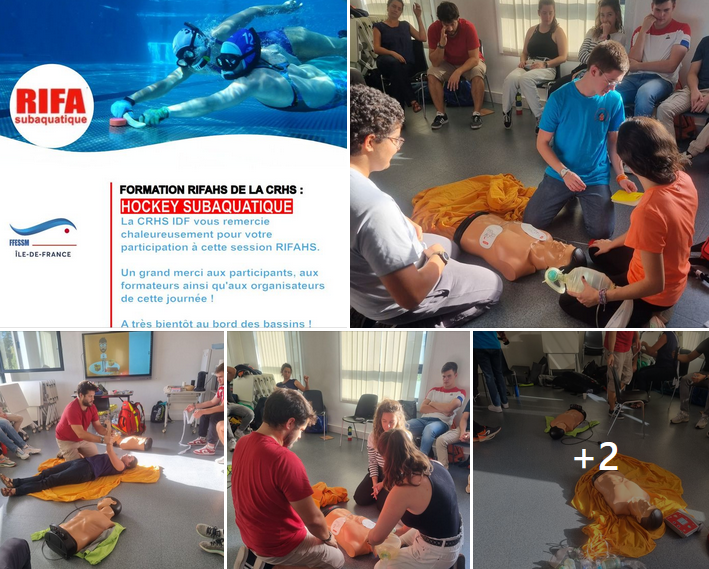 RIFA
subaquatique
FORMATION RIFAHS DE LA CRHS :
HOCKEY SUBAQUATIQUE
La CRHS IDF vous remercie
chaleureusement pour votre
participation à cette session RIFAHS.
Un grand merci aux participants, aux
formateurs ainsi qu'aux organisateurs
de cette journée !
A très bientôt au bord des bassins !
FFESSM
ÎLE-DE-FRANCE
+2